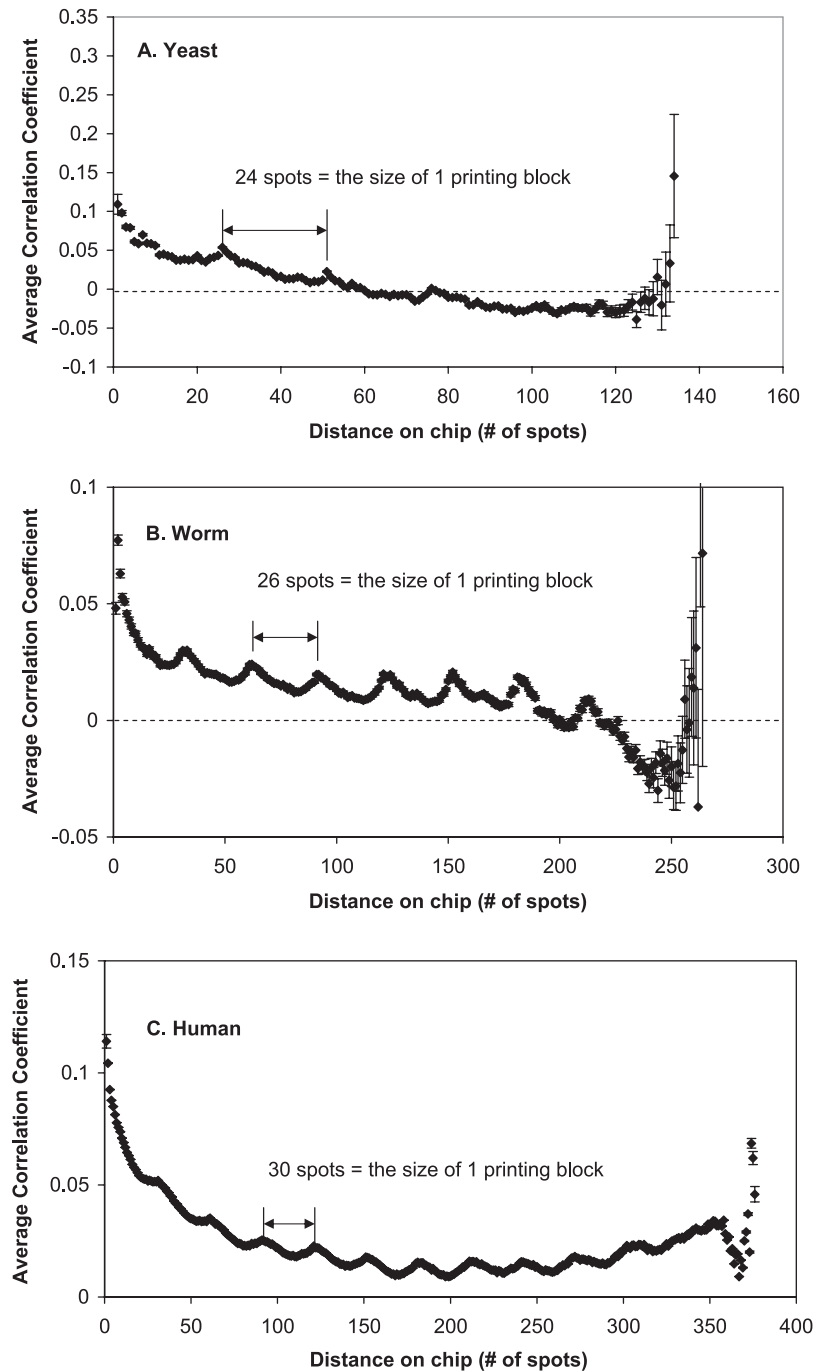 A. Yeast
Average Correlation Coefficient
0.35
0.3
0.25
0.2
0.15
0.1
0.05
0
-0.05
-0.1
24 spots = the size of 1 printing block
0 20 40 60 80 100 120 140 160
Distance on chip (# of spots)
B. Worm
Average Correlation Coefficient
0.1
0.05
0
-0.05
26 spots = the size of 1 printing block
0 50 100 150 200 250 300
Distance on chip (# of spots)
C. Human
Average Correlation Coefficient
0.15
0.1
0.05
0
30 spots = the size of 1 printing block
0 50 100 150 200 250 300 350 400
Distance on chip (# of spots)